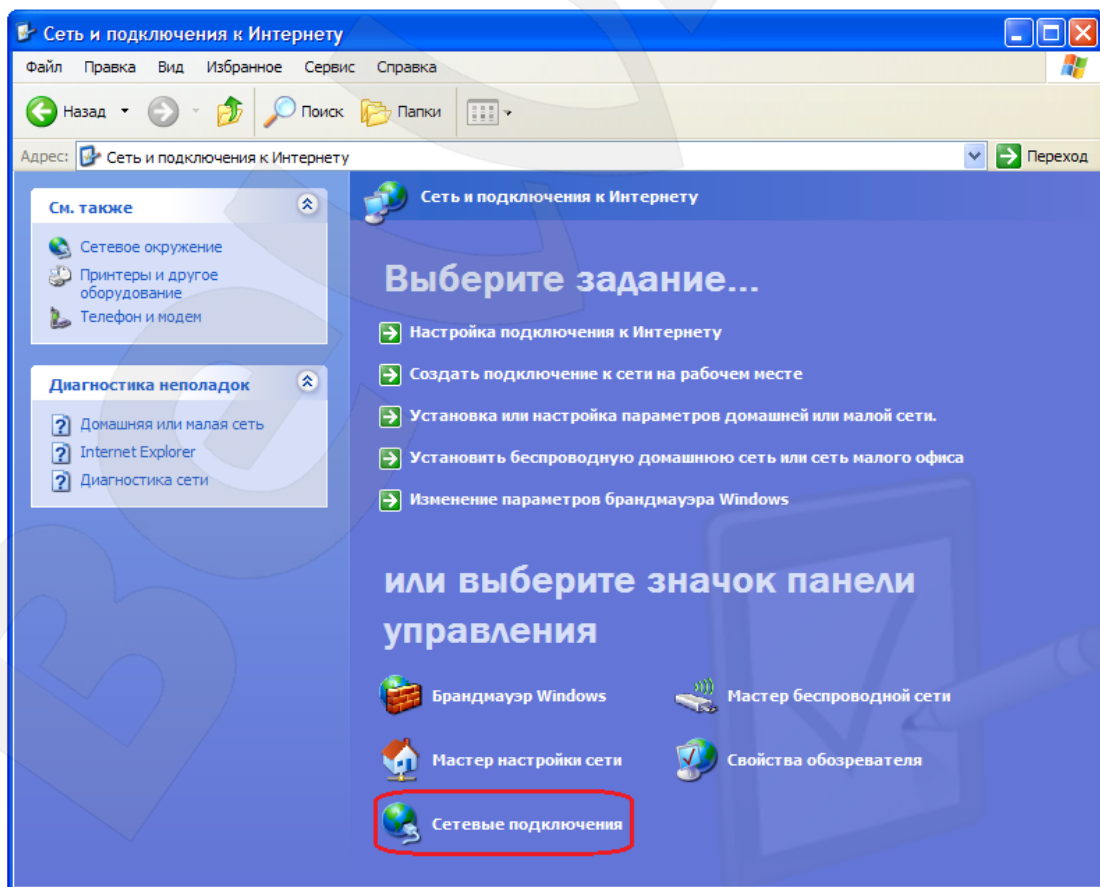 Сеть и подключения к Интернету
Файл Правка Вид Избранное Сервис Справка
Назад Поиск Папки
Адрес: Сеть и подключения к Интернету Переход
См. также
Сетевое окружение
Принтеры и другое
оборудование
Телефон и модем
Диагностика неполадок
Домашняя или малая сеть
Internet Explorer
Диагностика сети
Сеть и подключения к Интернету
Выберите задание...
Настройка подключения к Интернету
Создать подключение к сети на рабочем месте
Установка или настройка параметров домашней или малой сети.
Установить беспроводную домашнюю сеть или сеть малого офиса
Изменение параметров брандмауэра Windows
или выберите значок панели
управления
Брандмауэр Windows
Мастер беспроводной сети
Мастер настройки сети
Свойства обозревателя
Сетевые подключения